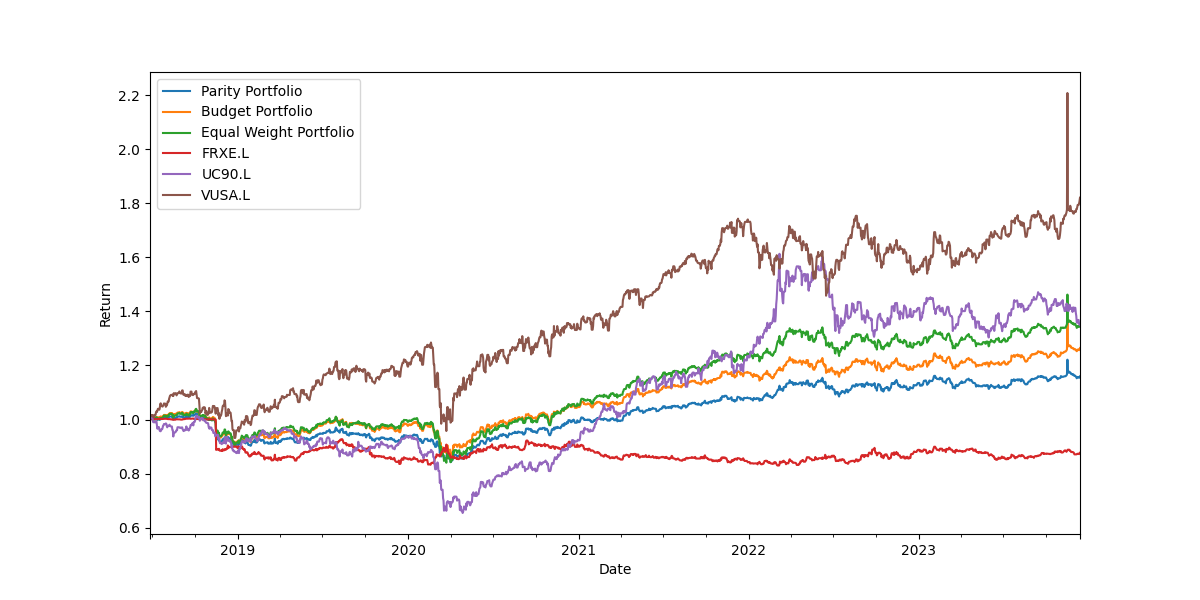 2.2
2.0
1.8
1.6
1.4
1.2
1.0
0.8
0.6
Return
Parity Portfolio
Budget Portfolio
Equal Weight Portfolio
FRXE.L
UC90.L
VUSA.L
2019 2020 2021 2022 2023
Date